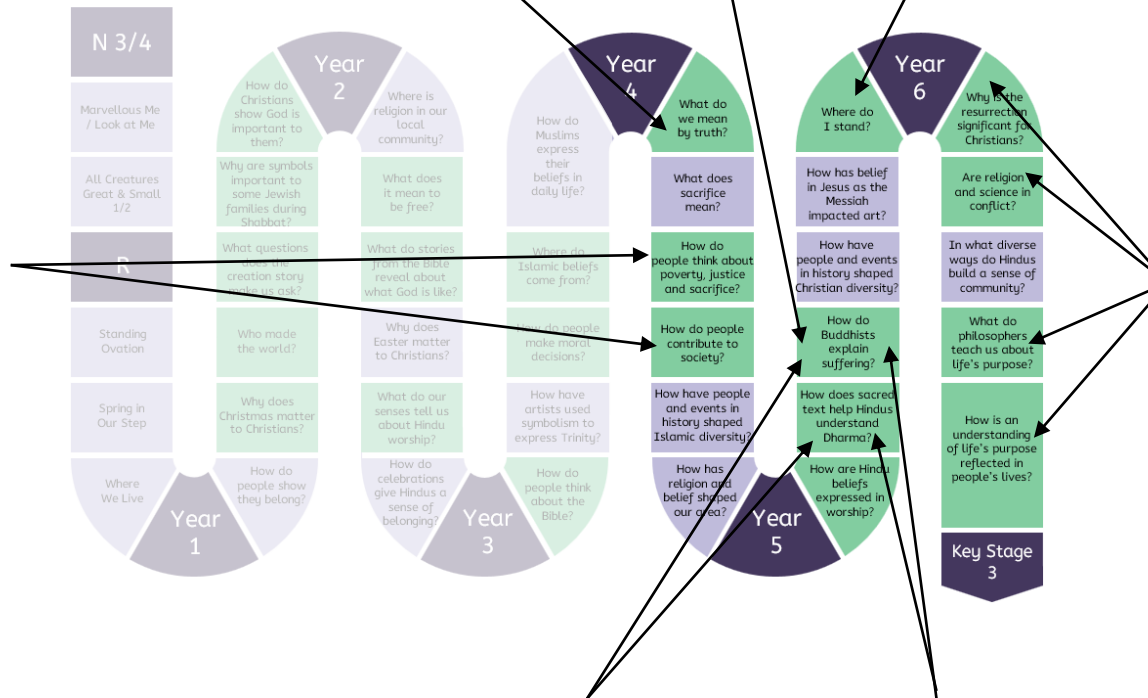 N 3/4
Marvellous Me
/ Look at Me
All Creatures
Great & Small
1/2
R
Standing
Ovation
Spring in
Our Step
Where
We Live
Year
1
How do
people show
they belong?
Why does
Christmas matter
to Christians?
Who made
the world?
What questions
does the
creation story
make us ask?
Why are symbols
important to
some Jewish
families during
Shabbat?
How do
Christians
show God is
important to
them?
Year
2
Where is
religion in our
local
community?
What does
it mean to
be free?
What do stories
from the Bible
reveal about
what God is like?
Why does
Easter matter
to Christians?
What do our
senses tell us
about Hindu
worship?
How do
celebrations
give Hindus a
sense of
belonging?
Year
3
How do
people think
about the
Bible?
How have
artists used
symbolism to
express Trinity?
How do people
make moral
decisions?
Where do
Islamic beliefs
come from?
How do
Muslims
express
their
beliefs in
daily life?
Year
4
What do
we mean
by truth?
What does
sacrifice
mean?
How do
people think about
poverty, justice
and sacrifice?
How do people
contribute to
society?
How have people
and events in
history shaped
Islamic diversity?
How has
religion and
belief shaped
our area?
Year
5
How are Hindu
beliefs
expressed in
worship?
How does sacred
text help Hindus
understand
Dharma?
How do
Buddhists
explain
suffering?
How have
people and events
in history shaped
Christian diversity?
How has belief
in Jesus as the
Messiah
impacted art?
Where do
I stand?
Year
6
Why is the
resurrection
significant for
Christians?
Are religion
and science in
conflict?
In what diverse
ways do Hindus
build a sense of
community?
What do
philosophers
teach us about
life's purpose?
How is an
understanding
of life's purpose
reflected in
people's lives?
Key Stage
3